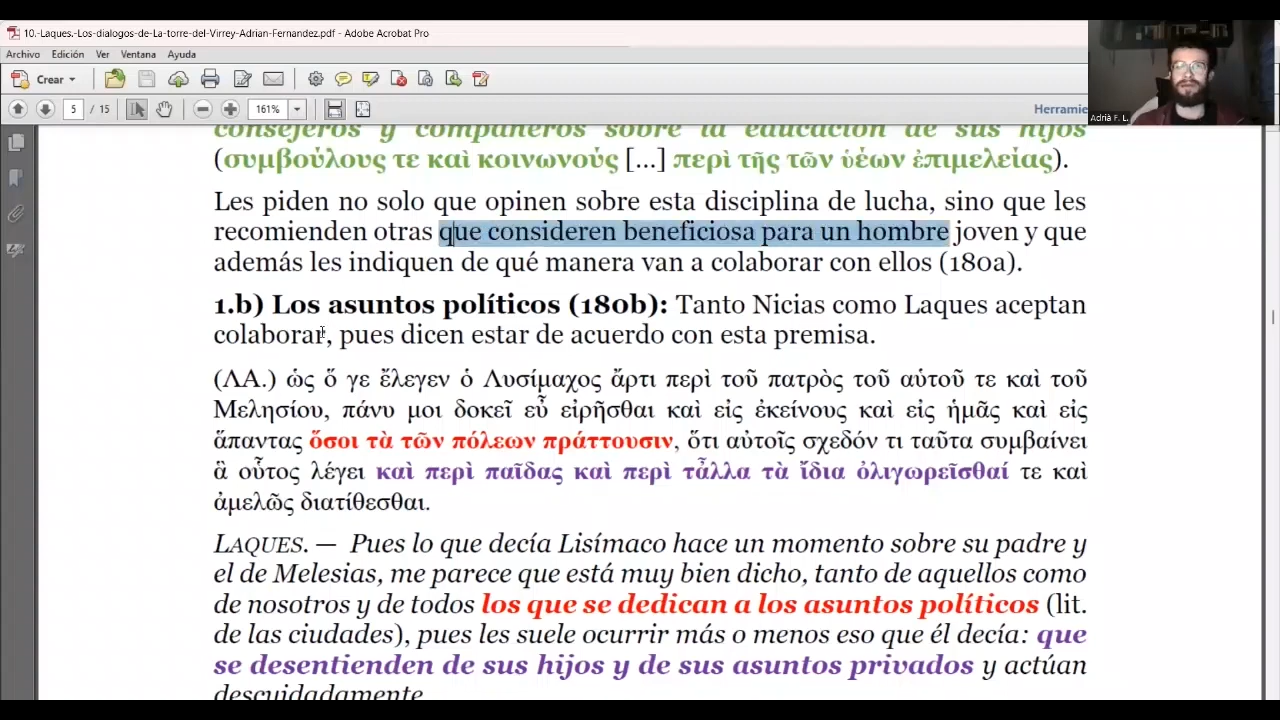 10.-Laques.-Los-dialogos-de-La-torre-del-Virrey-Adrian-Fernandez.pdf - Adobe Acrobat Pro
Archivo Edición Ver Ventana Ayuda
Crear
5 / 15 161% Herramie
Adrià F. L.
consejeros y compañeros sobre la educación de sus hijos
(συμβούλους τε καὶ κοινωνοὺς [...] περὶ τῆς τῶν ὑέων ἐπιμελείας).
Les piden no solo que opinen sobre esta disciplina de lucha, sino que les
recomienden otras que consideren beneficiosa para un hombre joven y que
además les indiquen de qué manera van a colaborar con ellos (180a).
1.b) Los asuntos políticos (180b): Tanto Nicias como Laques aceptan
colaborar, pues dicen estar de acuerdo con esta premisa.
(ΛΑ.) ὡς ὅ γε ἔλεγεν ὁ Λυσίμαχος ἄρτι περὶ τοῦ πατρὸς τοῦ αὑτοῦ τε καὶ τοῦ
Μελησίου, πάνυ μοι δοκεῖ εὖ εἰρῆσθαι καὶ εἰς ἐκείνους καὶ εἰς ἡμᾶς καὶ εἰς
ἅπαντας ὅσοι τὰ τῶν πόλεων πράττουσιν, ὅτι αὐτοῖς σχεδόν τι ταῦτα συμβαίνει
ἃ οὗτος λέγει καὶ περὶ παῖδας καὶ περὶ τἆλλα τὰ ἴδια ὀλιγωρεῖσθαί τε καὶ
ἀμελῶς διατίθεσθαι.
LAQUES. — Pues lo que decía Lisímaco hace un momento sobre su padre y
el de Melesias, me parece que está muy bien dicho, tanto de aquellos como
de nosotros y de todos los que se dedican a los asuntos políticos (lit.
de las ciudades), pues les suele ocurrir más o menos eso que él decía: que
se desentienden de sus hijos y de sus asuntos privados y actúan
descuidadamente.